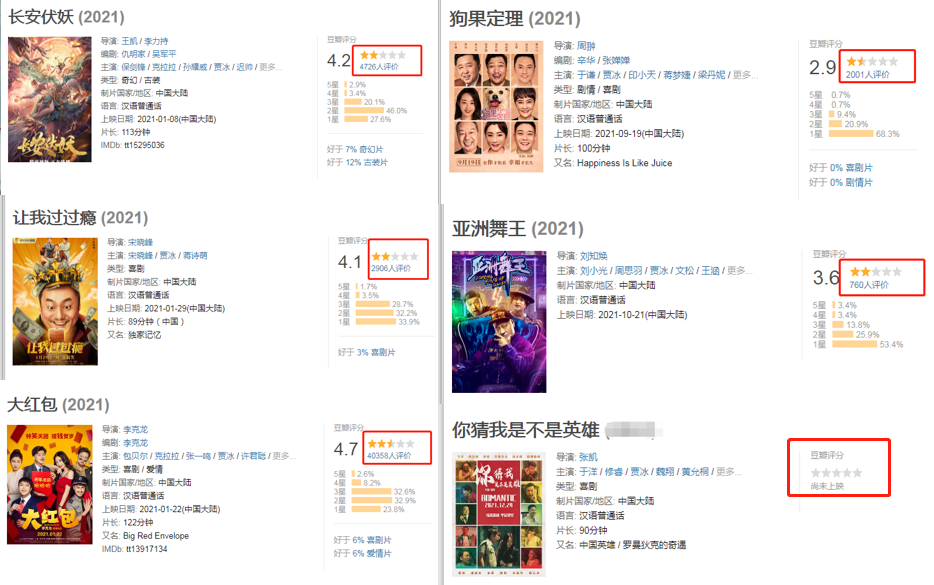 长安伏妖 (2021)
导演: 王凯 / 李力持
编剧: 仇明家 / 吴军平
主演: 保剑锋 / 克拉拉 / 孙耀威 / 贾冰 / 迟帅 / 更多...
类型: 奇幻 / 古装
制片国家/地区: 中国大陆
语言: 汉语普通话
上映日期: 2021-01-08(中国大陆)
片长: 113分钟
IMDb: tt15295036
豆瓣评分
4.2
4726人评价
5星 2.9%
4星 3.4%
3星 20.1%
2星 46.0%
1星 27.6%
好于 7% 奇幻片
好于 12% 古装片
长安伏妖
狗果定理 (2021)
导演: 周翀
编剧: 辛华 / 张婵婵
主演: 于谦 / 贾冰 / 印小天 / 蒋梦婕 / 梁丹妮 / 更多...
类型: 剧情 / 喜剧
制片国家/地区: 中国大陆
语言: 汉语普通话
上映日期: 2021-09-19(中国大陆)
片长: 100分钟
又名: Happiness Is Like Juice
豆瓣评分
2.9
2001人评价
5星 0.7%
4星 0.7%
3星 9.4%
2星 20.9%
1星 68.3%
好于 0% 喜剧片
好于 0% 剧情片
9月19日
让我过过瘾 (2021)
导演: 宋晓峰
主演: 宋晓峰 / 贾冰 / 蒋诗萌
类型: 喜剧
制片国家/地区: 中国大陆
语言: 汉语普通话
上映日期: 2021-01-29(中国大陆)
片长: 89分钟（中国）
又名: 独家记忆
豆瓣评分
4.1
2906人评价
5星 1.7%
4星 3.5%
3星 28.7%
2星 32.2%
1星 33.9%
好于 3% 喜剧片
让我过过瘾
亚洲舞王 (2021)
导演: 刘知焕
主演: 刘小光 / 周思羽 / 贾冰 / 文松 / 王涵 / 更多...
制片国家/地区: 中国大陆
语言: 汉语普通话
上映日期: 2021-10-21(中国大陆)
豆瓣评分
3.6
760人评价
5星 3.4%
4星 3.4%
3星 13.8%
2星 25.9%
1星 53.4%
亚洲舞王
大红包 (2021)
导演: 李克龙
编剧: 李克龙
主演: 包贝尔 / 克拉拉 / 张一鸣 / 贾冰 / 许君聪 / 更多...
类型: 喜剧 / 爱情
制片国家/地区: 中国大陆
语言: 汉语普通话
上映日期: 2021-01-22(中国大陆)
片长: 122分钟
又名: Big Red Envelope
IMDb: tt13917134
豆瓣评分
4.7
40358人评价
5星 2.6%
4星 8.2%
3星 32.6%
2星 32.9%
1星 23.8%
好于 6% 喜剧片
好于 6% 爱情片
大红包
2021.01.22
你猜我是不是英雄
导演: 张凯
主演: 于洋 / 修睿 / 贾冰 / 魏翔 / 黄允桐 / 更多...
类型: 喜剧
制片国家/地区: 中国大陆
语言: 汉语普通话
片长: 90分钟
又名: 中国英雄 / 罗曼狄克的奇遇
豆瓣评分
尚未上映
ROMANTIC
2021.12.24